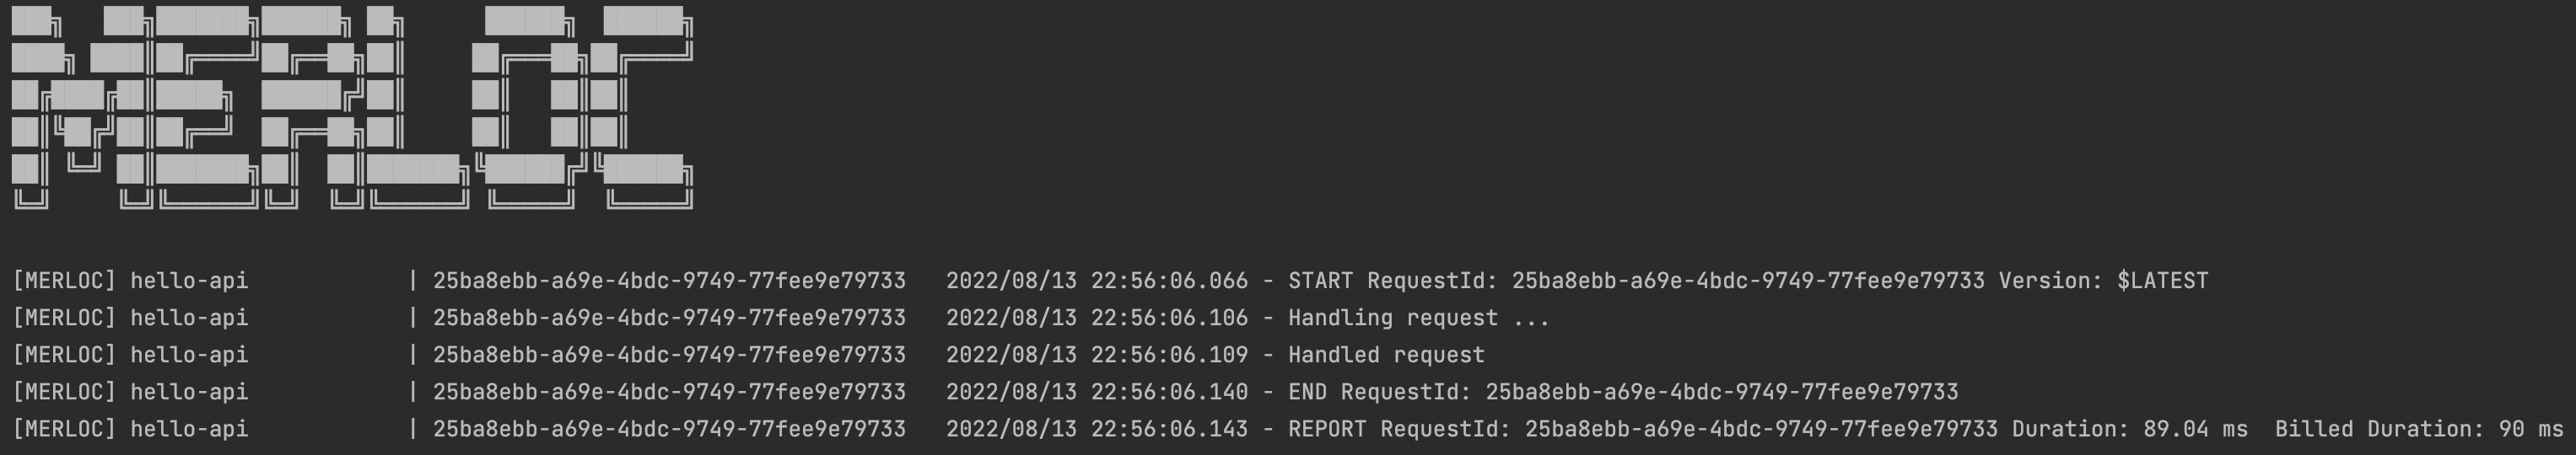 MERLOC
[MERLOC] hello-api | 25ba8ebb-a69e-4bdc-9749-77fee9e79733 2022/08/13 22:56:06.066 - START RequestId: 25ba8ebb-a69e-4bdc-9749-77fee9e79733 Version: $LATEST
[MERLOC] hello-api | 25ba8ebb-a69e-4bdc-9749-77fee9e79733 2022/08/13 22:56:06.106 - Handling request ...
[MERLOC] hello-api | 25ba8ebb-a69e-4bdc-9749-77fee9e79733 2022/08/13 22:56:06.109 - Handled request
[MERLOC] hello-api | 25ba8ebb-a69e-4bdc-9749-77fee9e79733 2022/08/13 22:56:06.140 - END RequestId: 25ba8ebb-a69e-4bdc-9749-77fee9e79733
[MERLOC] hello-api | 25ba8ebb-a69e-4bdc-9749-77fee9e79733 2022/08/13 22:56:06.143 - REPORT RequestId: 25ba8ebb-a69e-4bdc-9749-77fee9e79733 Duration: 89.04 ms Billed Duration: 90 ms